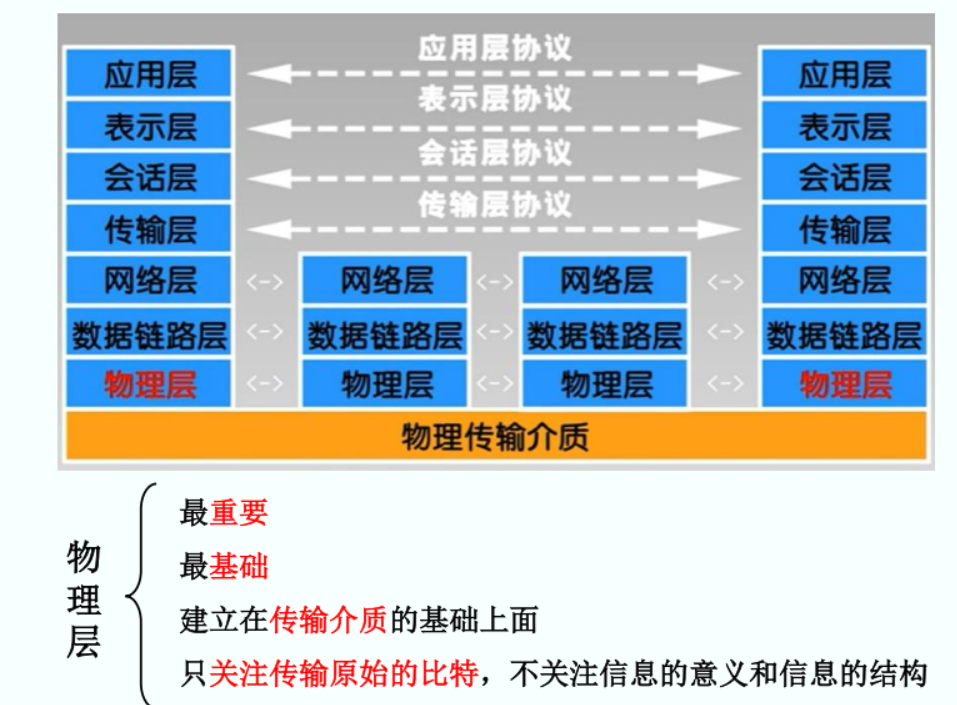 应用层协议
应用层 应用层
表示层协议
表示层 表示层
会话层协议
会话层 会话层
传输层协议
传输层 传输层
网络层 <-> 网络层 <-> 网络层 <-> 网络层
数据链路层 <-> 数据链路层 <-> 数据链路层 <-> 数据链路层
物理层 <-> 物理层 <-> 物理层 <-> 物理层
物理传输介质
物理层
最重要
最基础
建立在传输介质的基础上面
只关注传输原始的比特，不关注信息的意义和信息的结构